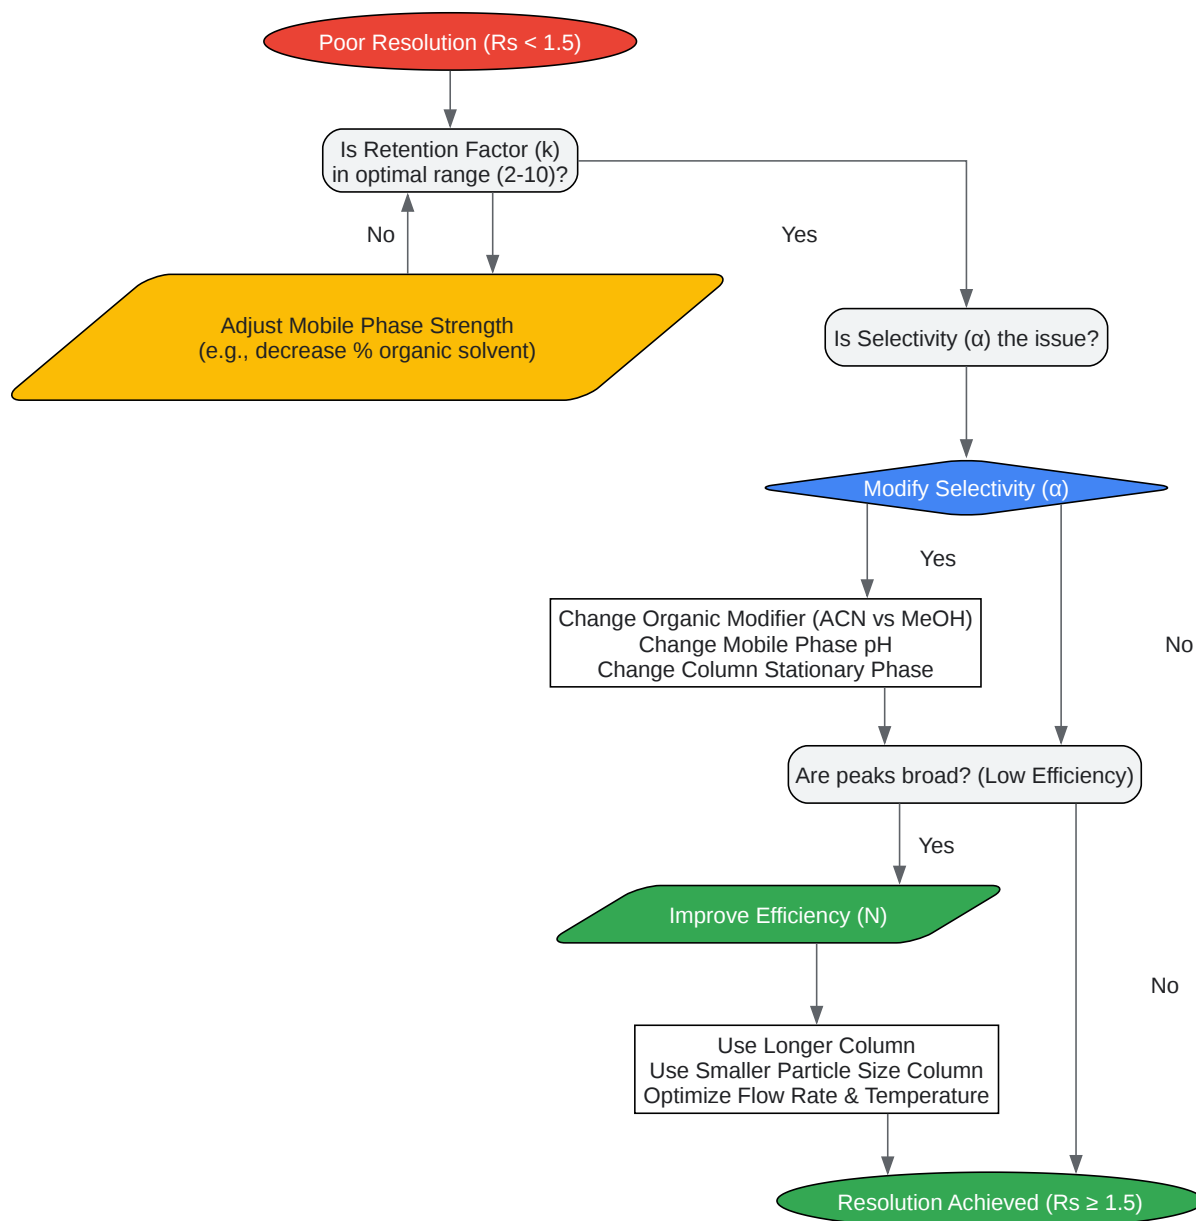 Poor Resolution (Rs < 1.5)
Is Retention Factor (k)
in optimal range (2-10)?
No
Yes
Adjust Mobile Phase Strength
(e.g., decrease % organic solvent)
Is Selectivity (α) the issue?
Modify Selectivity (α)
Yes
Change Organic Modifier (ACN vs MeOH)
Change Mobile Phase pH
Change Column Stationary Phase
No
Are peaks broad? (Low Efficiency)
Yes
Improve Efficiency (N)
No
Use Longer Column
Use Smaller Particle Size Column
Optimize Flow Rate & Temperature
Resolution Achieved (Rs ≥ 1.5)